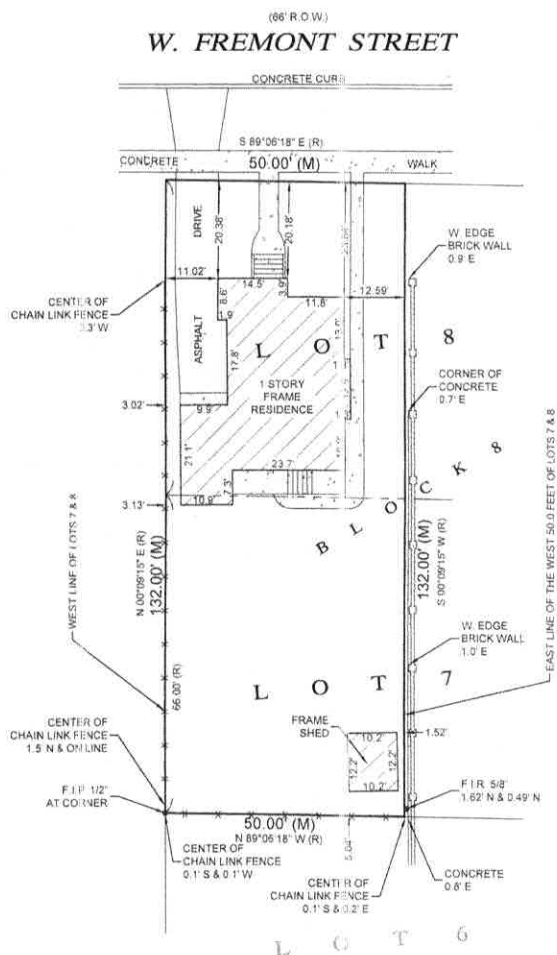 (66' R.O.W.)
W. FREMONT STREET
CONCRETE CURB
S 89°06'18" E (R)
CONCRETE
50.00' (M)
WALK
DRIVE
20.38'
20.18'
W. EDGE
BRICK WALL
0.9' E
11.02'
14.5'
3.9'
11.8'
12.59'
CENTER OF
CHAIN LINK FENCE
3.3' W
8.6'
1.9'
ASPHALT
17.8'
L O T 8
1 STORY
FRAME
RESIDENCE
CORNER OF
CONCRETE
0.7' E
3.02'
9.9'
21.1'
23.7'
7.3'
10.9'
3.13'
B L O C K 8
WEST LINE OF LOTS 7 & 8
N 00°09'15" E (R)
132.00' (M)
132.00' (M)
S 00°09'15" W (R)
EAST LINE OF THE WEST 50.0 FEET OF LOTS 7 & 8
66.00' (R)
W. EDGE
BRICK WALL
1.0' E
L O T 7
CENTER OF
CHAIN LINK FENCE
1.5' N & ON LINE
FRAME
SHED
10.2'
12.2'
12.2'
10.2'
1.52'
F.I.P. 1/2"
AT CORNER
F.I.R. 5/8"
1.62' N & 0.49' N
50.00' (M)
N 89°06'18" W (R)
5.04'
CENTER OF
CHAIN LINK FENCE
0.1' S & 0.1' W
CENTER OF
CHAIN LINK FENCE
0.1' S & 0.2' E
CONCRETE
0.8' E
L O T 6